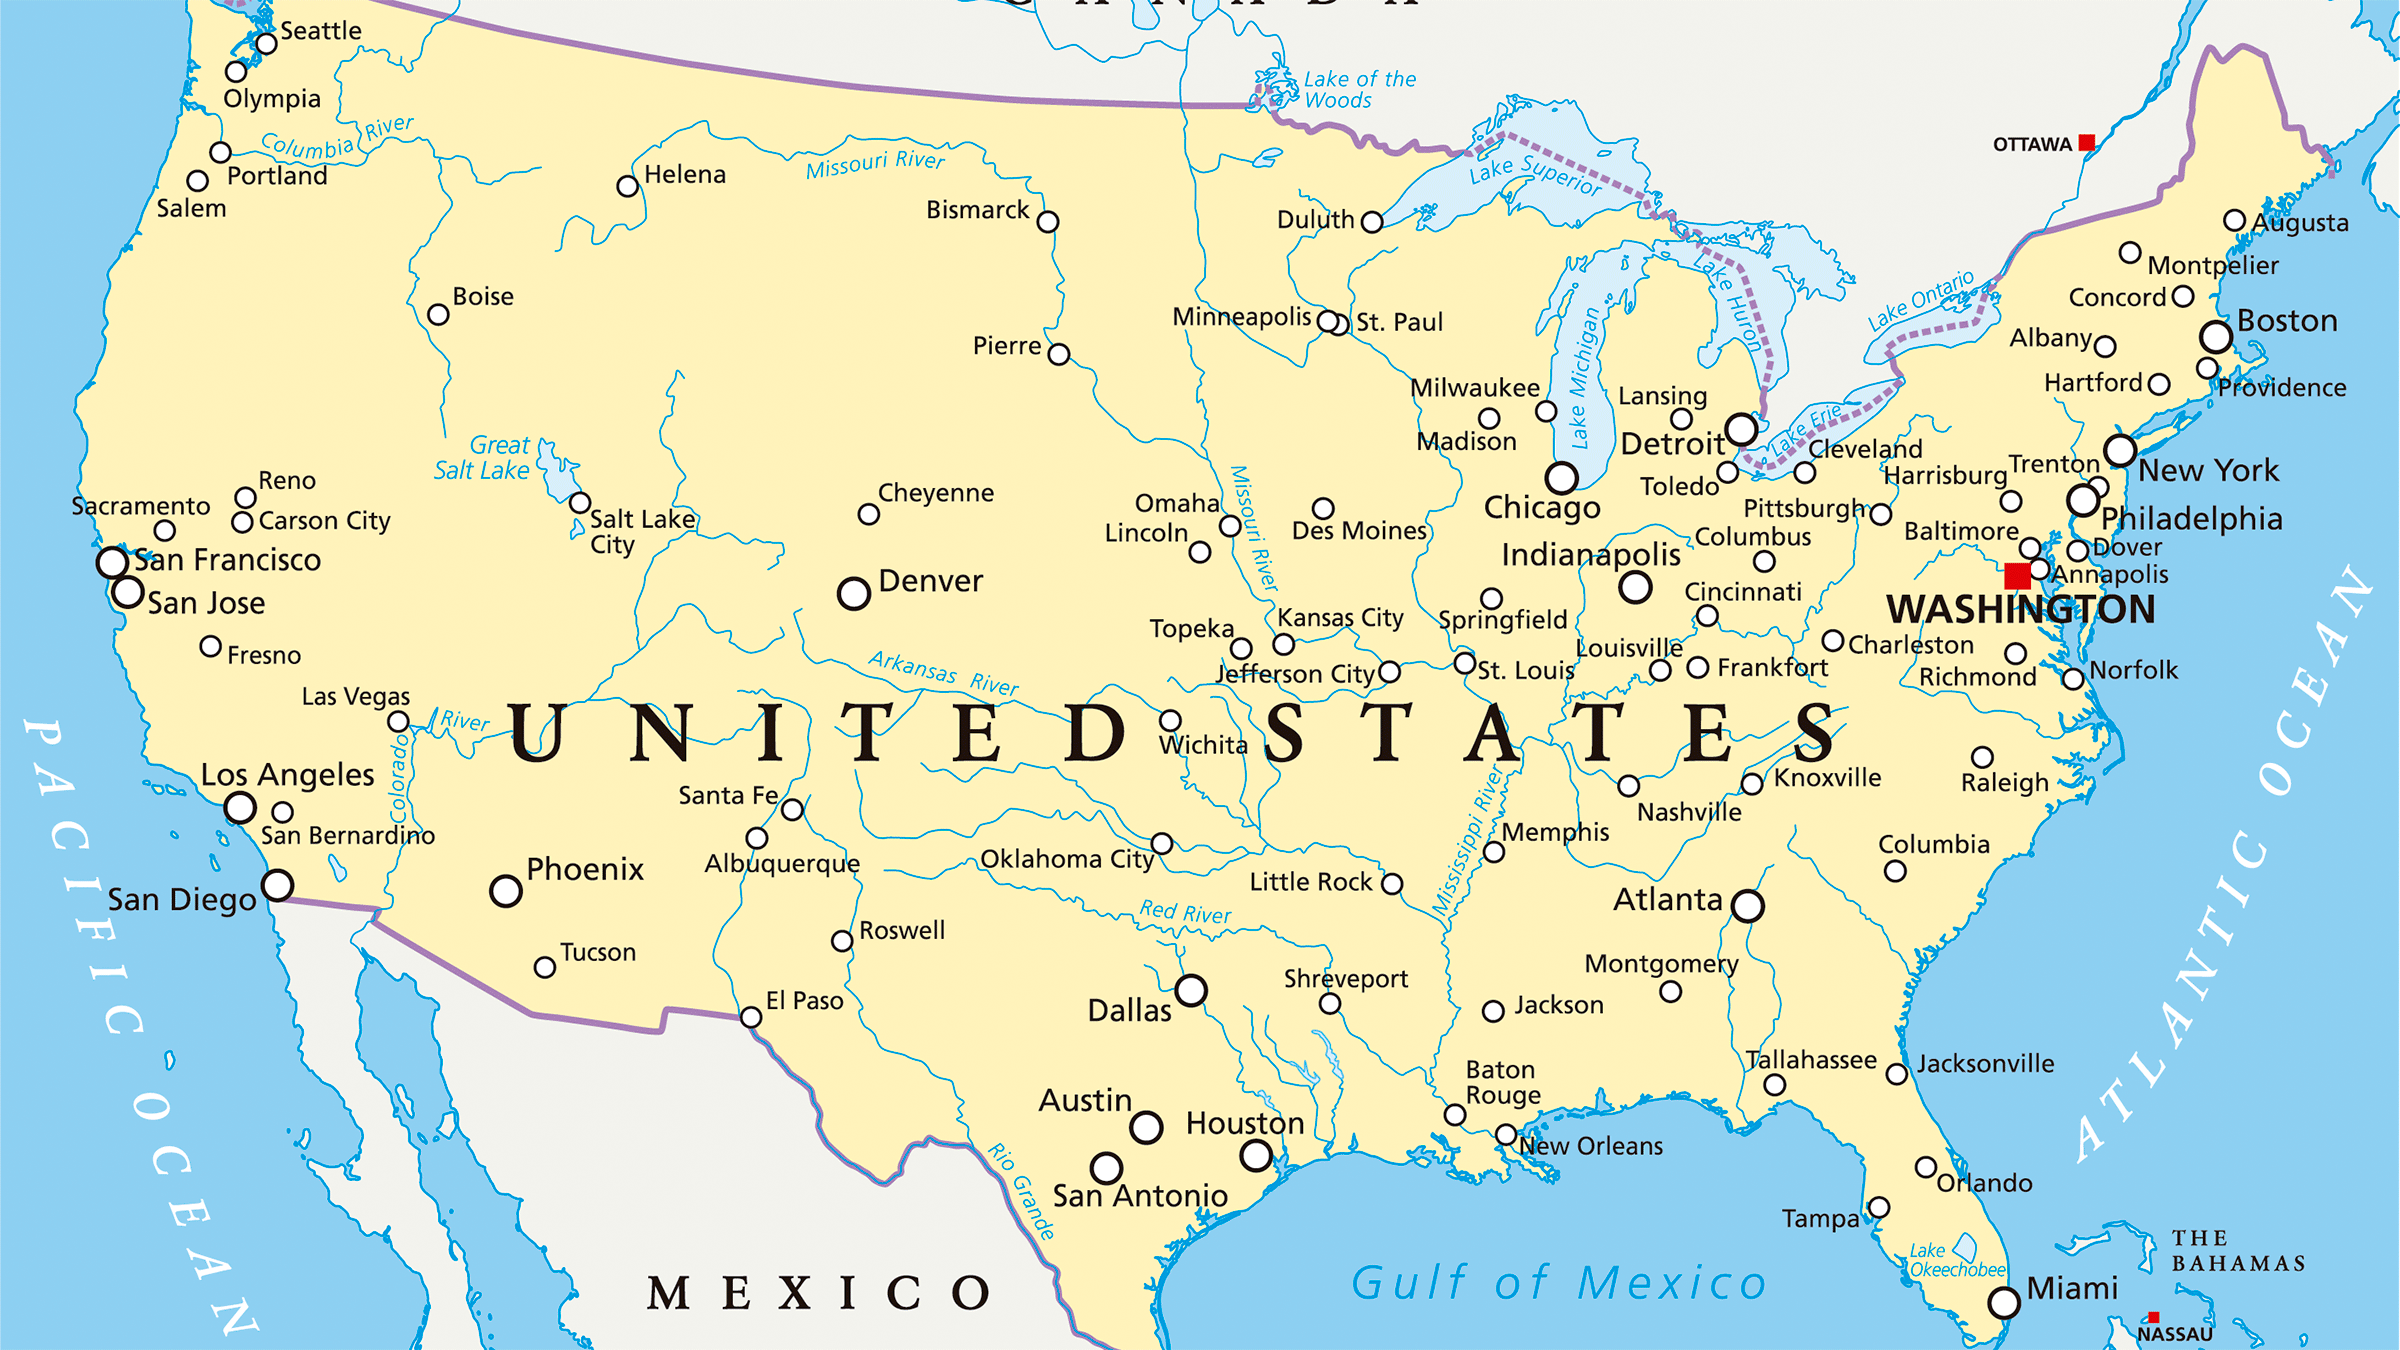 CANADA
Seattle
Olympia
Lake of the
Woods
OTTAWA
Columbia River
Missouri River
Portland
Salem
Helena
Bismarck
Lake Superior
Duluth
Augusta
Montpelier
Boise
Concord
Lake Huron
Lake Ontario
Minneapolis
St. Paul
Boston
Albany
Pierre
Lake Michigan
Hartford
Providence
Milwaukee
Lansing
Madison
Detroit
Lake Erie
Cleveland
Great
Salt Lake
Reno
Sacramento
Carson City
Salt Lake
City
Cheyenne
Omaha
Lincoln
Missouri River
Des Moines
Chicago
Toledo
Harrisburg
Trenton
New York
Pittsburgh
Philadelphia
Columbus
Baltimore
Dover
Indianapolis
Annapolis
San Francisco
San Jose
Denver
Cincinnati
WASHINGTON
Springfield
Kansas City
Topeka
Fresno
Louisville
Charleston
Jefferson City
St. Louis
Frankfort
Richmond
Norfolk
Arkansas River
Las Vegas
Colorado River
UNITED STATES
Wichita
Los Angeles
San Bernardino
Knoxville
Raleigh
Santa Fe
Nashville
Mississippi River
Memphis
Albuquerque
Oklahoma City
Columbia
Phoenix
Little Rock
San Diego
Atlanta
Red River
Roswell
Tucson
Montgomery
Shreveport
El Paso
Dallas
Jackson
Tallahassee
Jacksonville
Baton
Rouge
Austin
Houston
New Orleans
Rio Grande
San Antonio
Orlando
Tampa
Lake
Okeechobee
THE
BAHAMAS
MEXICO
Gulf of Mexico
Miami
NASSAU
PACIFIC OCEAN
ATLANTIC OCEAN